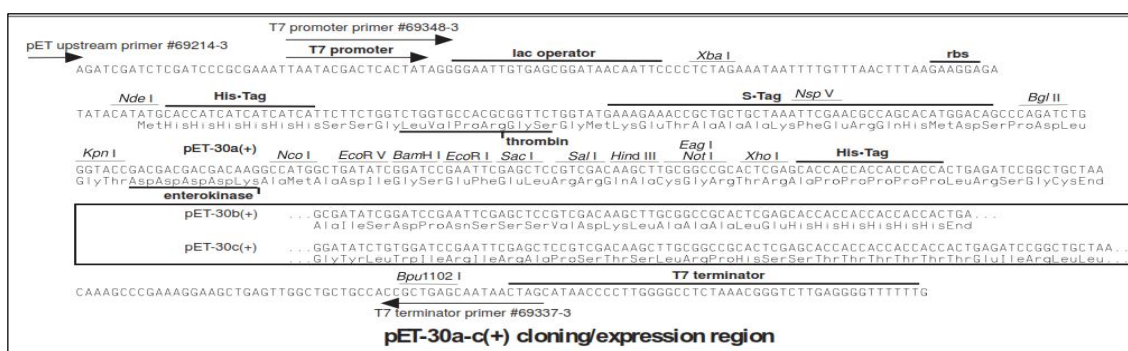 T7 promoter primer #69348-3
pET upstream primer #69214-3
T7 promoter
lac operator
Xba I
rbs
AGATCGATCTCGATCCCGCGAAATTAATACGACTCACTATAGGGGAATTGTGAGCGGATAACAATTCCCCTCTAGAAATAATTTTGTTTAACTTTAAGAAGGAGA
Nde I
His-Tag
S-Tag
Nsp V
Bgl II
TATACATATGCACCATCATCATCATCATTCTTCTGGTCTGGTGCCACGCGGTTCTGGTATGAAAGAAACCGCTGCTGCTAAATTCGAACGCCAGCACATGGACAGCCCAGATCTG
MetHisHisHisHisHisHisSerSerGlyLeuValProArgGlySerGlyMetLysGluThrAlaAlaAlaLysPheGluArgGlnHisMetAspSerProAspLeu
thrombin
Kpn I
pET-30a(+)
Nco I
EcoR V
BamH I
EcoR I
Sac I
Sal I
Hind III
Eag I
Not I
Xho I
His-Tag
GGTACCGACGACGACGACAAGGCCATGGCTGATATCGGATCCGAATTCGAGCTCCGTCGACAAGCTTGCGGCCGCACTCGAGCACCACCACCACCACCACTGAGATCCGGCTGCTAA
GlyThrAspAspAspAspLysAlaMetAlaAspIleGlySerGluPheGluLeuArgArgGlnAlaCysGlyArgThrArgAlaProProProProProLeuArgSerGlyCysEnd
enterokinase
pET-30b(+) ...GCGATATCGGATCCGAATTCGAGCTCCGTCGACAAGCTTGCGGCCGCACTCGAGCACCACCACCACCACCACTGA...
AlaIleSerAspProAsnSerSerSerValAspLysLeuAlaAlaAlaLeuGluHisHisHisHisHisHisEnd
pET-30c(+) ...GGATATCTGTGGATCCGAATTCGAGCTCCGTCGACAAGCTTGCGGCCGCACTCGAGCACCACCACCACCACCACTGAGATCCGGCTGCTAA...
GlyTyrLeuTrpIleArgIleArgAlaProSerThrSerLeuArgProHisSerSerThrThrThrThrThrThrGluIleArgLeuLeu...
Bpu1102 I
T7 terminator
CAAAGCCCGAAAGGAAGCTGAGTTGGCTGCTGCCACCGCTGAGCAATAACTAGCATAACCCCTTGGGGCCTCTAAACGGGTCTTGAGGGGTTTTTTG
T7 terminator primer #69337-3
pET-30a-c(+) cloning/expression region